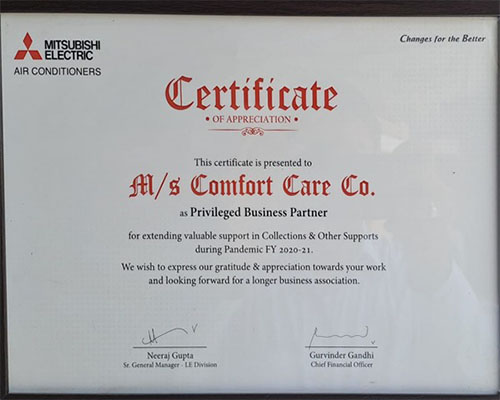 MITSUBISHI
ELECTRIC
AIR CONDITIONERS
Changes for the Better
Certificate
• OF APPRECIATION •
This certificate is presented to
M/s Comfort Care Co.
as Privileged Business Partner
for extending valuable support in Collections & Other Supports
during Pandemic FY 2020-21.
We wish to express our gratitude & appreciation towards your work
and looking forward for a longer business association.
Neeraj Gupta
Sr. General Manager - LE Division
Gurvinder Gandhi
Chief Financial Officer